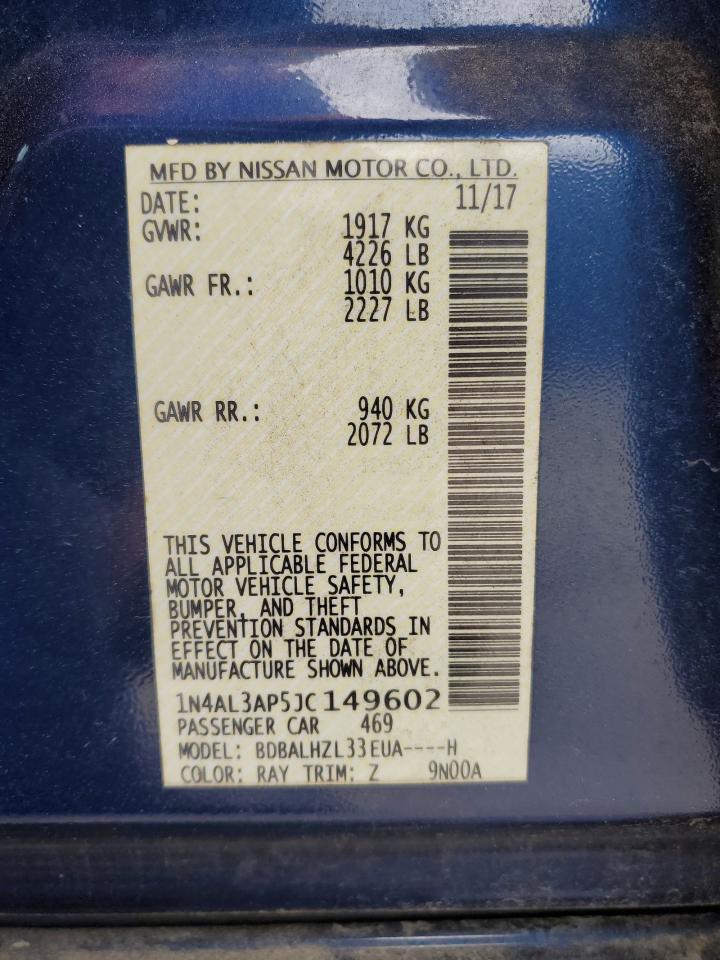 MFD BY NISSAN MOTOR CO., LTD.
DATE: 11/17
GVWR: 1917 KG
4226 LB
GAWR FR.: 1010 KG
2227 LB
GAWR RR.: 940 KG
2072 LB
THIS VEHICLE CONFORMS TO
ALL APPLICABLE FEDERAL
MOTOR VEHICLE SAFETY,
BUMPER, AND THEFT
PREVENTION STANDARDS IN
EFFECT ON THE DATE OF
MANUFACTURE SHOWN ABOVE.
1N4AL3AP5JC149602
PASSENGER CAR 469
MODEL: BDBALHZL33EUA----H
COLOR: RAY TRIM: Z 9N00A